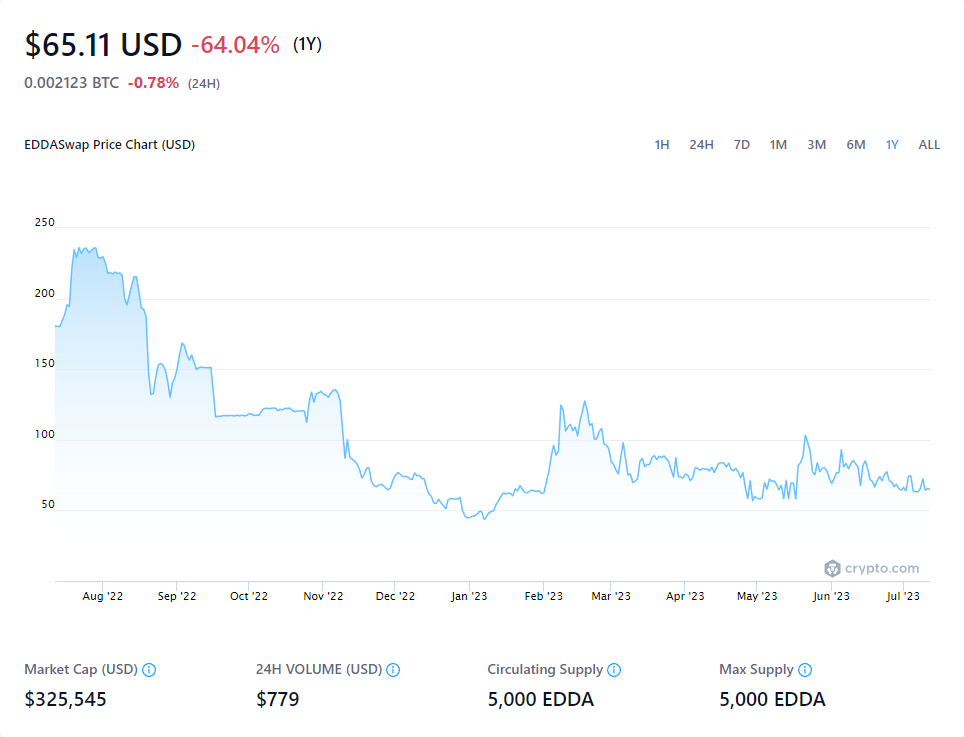 $65.11 USD -64.04% (1Y)
0.002123 BTC -0.78% (24H)
EDDASwap Price Chart (USD) 1H 24H 7D 1M 3M 6M 1Y ALL
250
200
150
100
50
crypto.com
Aug '22 Sep '22 Oct '22 Nov '22 Dec '22 Jan '23 Feb '23 Mar '23 Apr '23 May '23 Jun '23 Jul '23
Market Cap (USD) 24H VOLUME (USD) Circulating Supply Max Supply
$325,545 $779 5,000 EDDA 5,000 EDDA